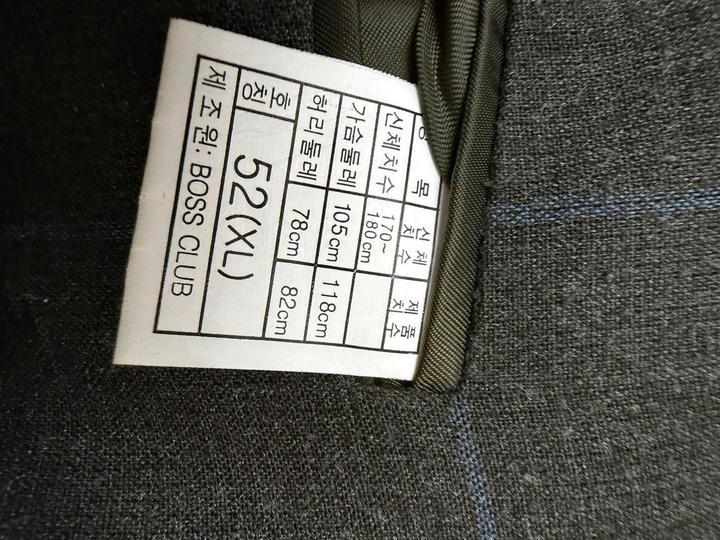 목 신체치수 제품치수
신체치수 170~180cm
가슴둘레 105cm 118cm
허리둘레 78cm 82cm
호칭 52(XL)
제 조 원: BOSS CLUB